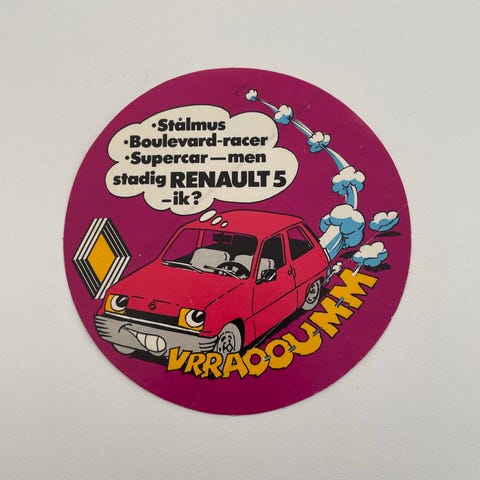 ·Stålmus
·Boulevard-racer
·Supercar—men
stadig RENAULT 5
–ik?
VRRAOOUMM